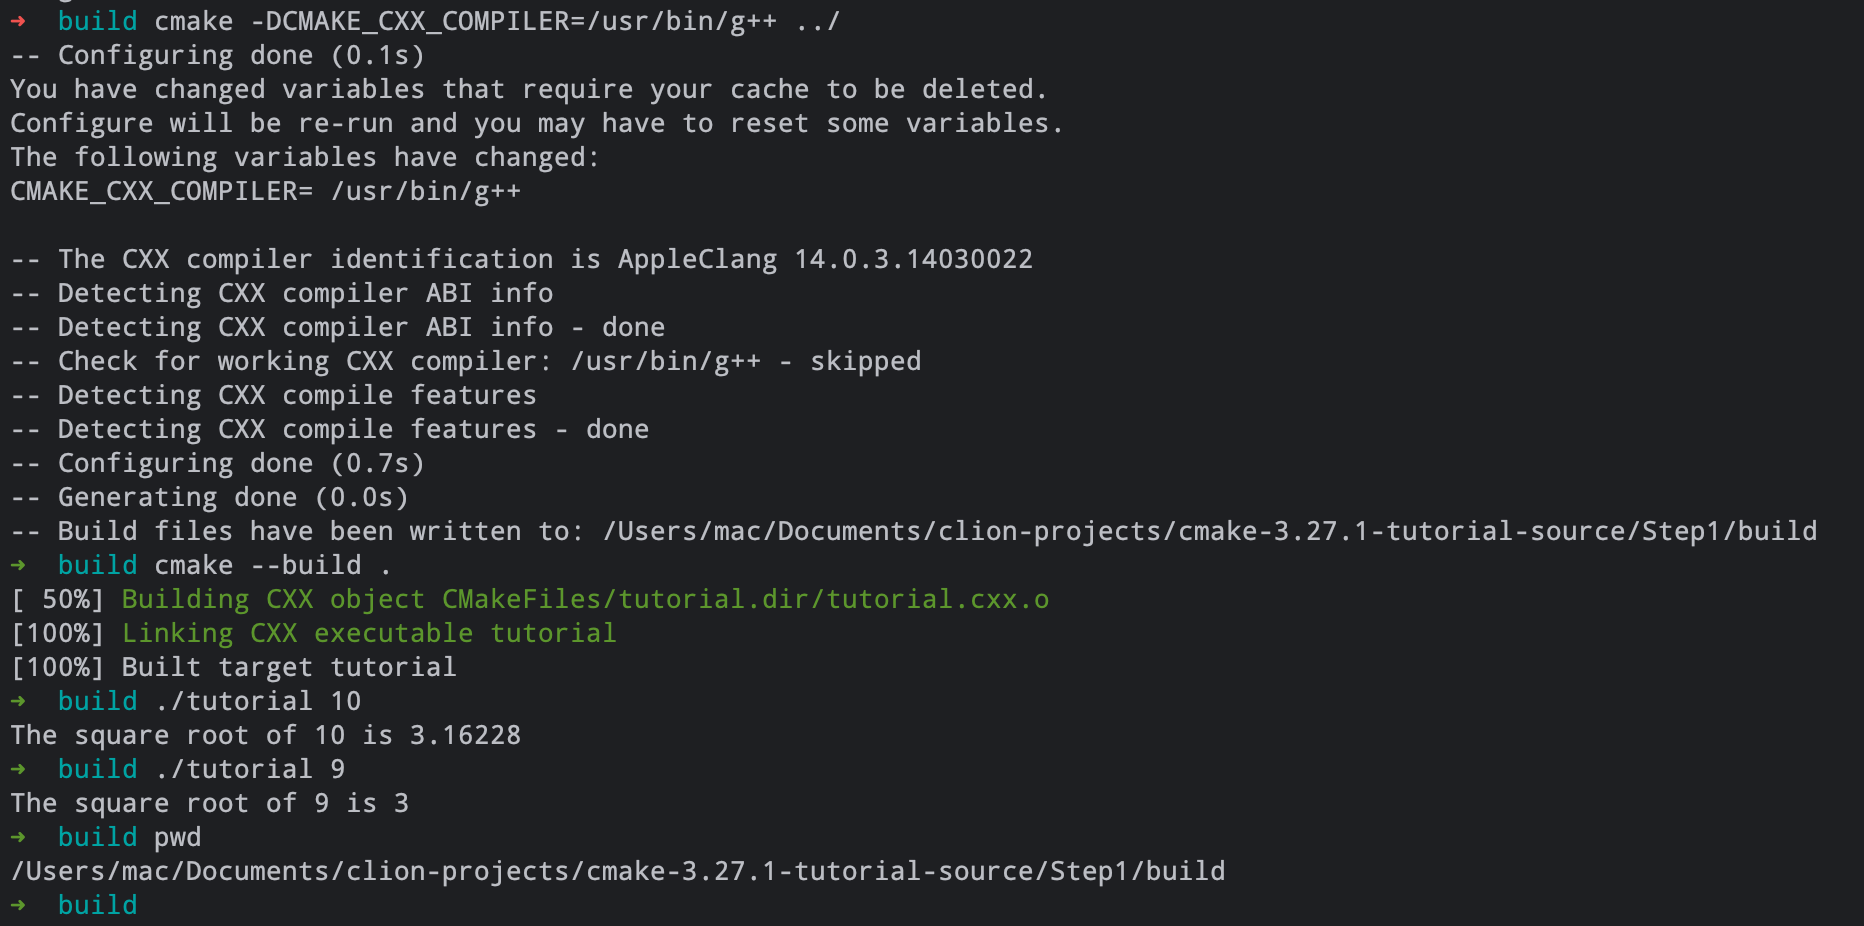 ➜  build cmake -DCMAKE_CXX_COMPILER=/usr/bin/g++ ../
-- Configuring done (0.1s)
You have changed variables that require your cache to be deleted.
Configure will be re-run and you may have to reset some variables.
The following variables have changed:
CMAKE_CXX_COMPILER= /usr/bin/g++

-- The CXX compiler identification is AppleClang 14.0.3.14030022
-- Detecting CXX compiler ABI info
-- Detecting CXX compiler ABI info - done
-- Check for working CXX compiler: /usr/bin/g++ - skipped
-- Detecting CXX compile features
-- Detecting CXX compile features - done
-- Configuring done (0.7s)
-- Generating done (0.0s)
-- Build files have been written to: /Users/mac/Documents/clion-projects/cmake-3.27.1-tutorial-source/Step1/build
➜  build cmake --build .
[ 50%] Building CXX object CMakeFiles/tutorial.dir/tutorial.cxx.o
[100%] Linking CXX executable tutorial
[100%] Built target tutorial
➜  build ./tutorial 10
The square root of 10 is 3.16228
➜  build ./tutorial 9
The square root of 9 is 3
➜  build pwd
/Users/mac/Documents/clion-projects/cmake-3.27.1-tutorial-source/Step1/build
➜  build